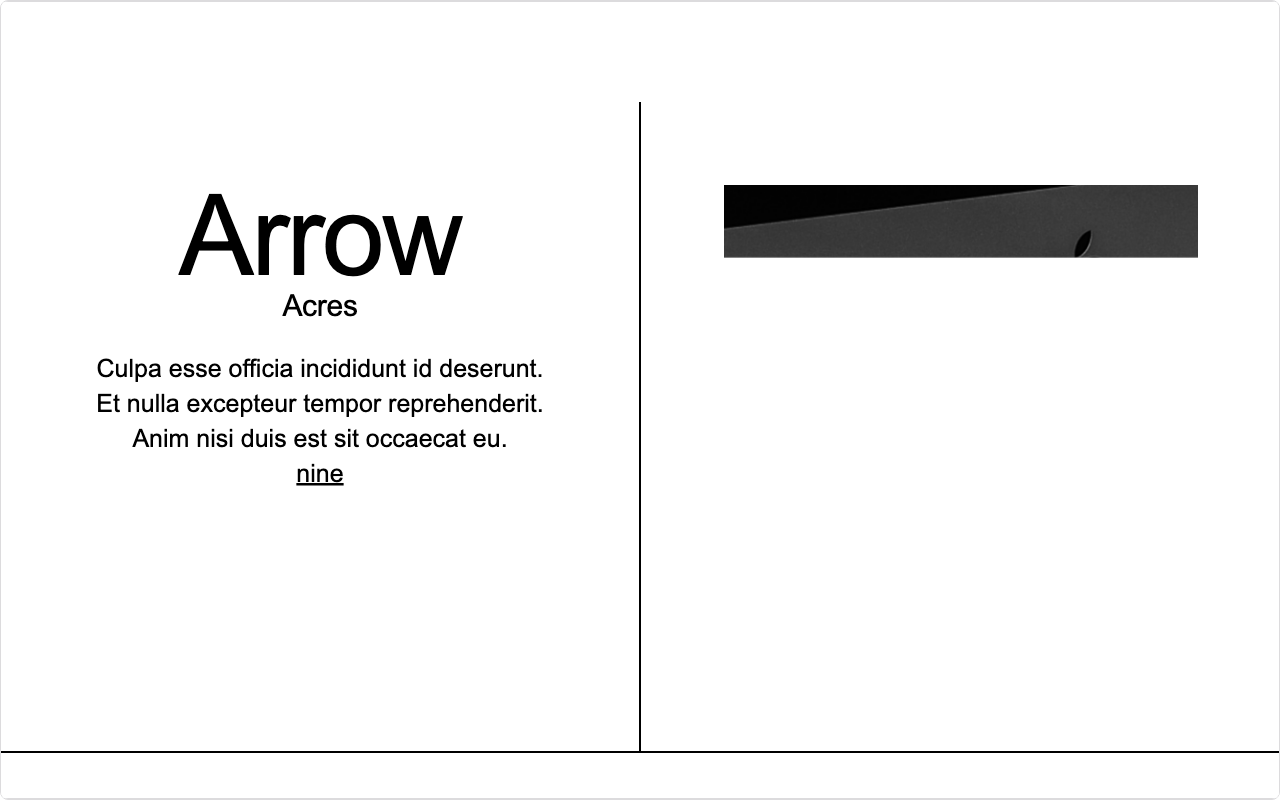 Arrow
Acres
Culpa esse officia incididunt id deserunt.
Et nulla excepteur tempor reprehenderit.
Anim nisi duis est sit occaecat eu.
nine